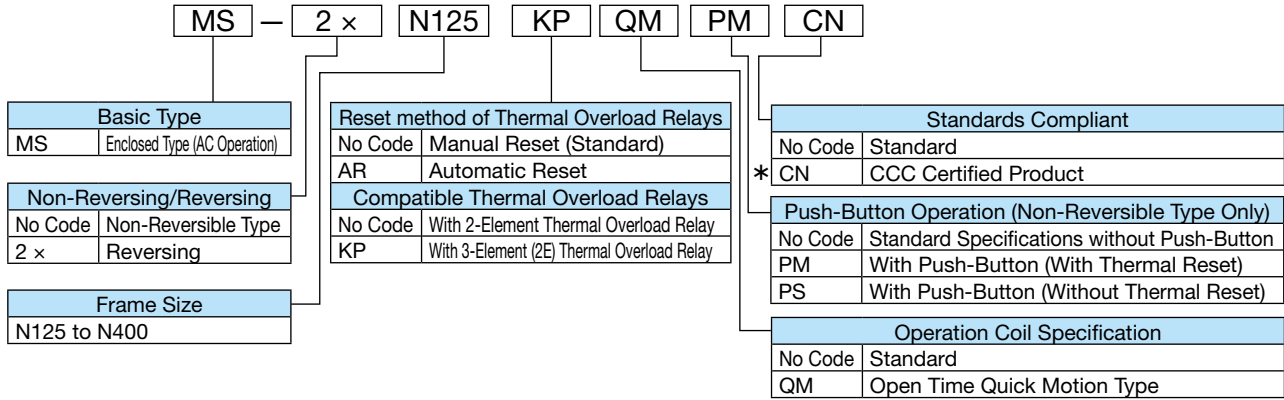 MS – 2 × N125 KP QM PM CN
Basic Type
MS Enclosed Type (AC Operation)
Non-Reversing/Reversing
No Code Non-Reversible Type
2 × Reversing
Frame Size
N125 to N400
Reset method of Thermal Overload Relays
No Code Manual Reset (Standard)
AR Automatic Reset
Compatible Thermal Overload Relays
No Code With 2-Element Thermal Overload Relay
KP With 3-Element (2E) Thermal Overload Relay
Standards Compliant
No Code Standard
* CN CCC Certified Product
Push-Button Operation (Non-Reversible Type Only)
No Code Standard Specifications without Push-Button
PM With Push-Button (With Thermal Reset)
PS With Push-Button (Without Thermal Reset)
Operation Coil Specification
No Code Standard
QM Open Time Quick Motion Type